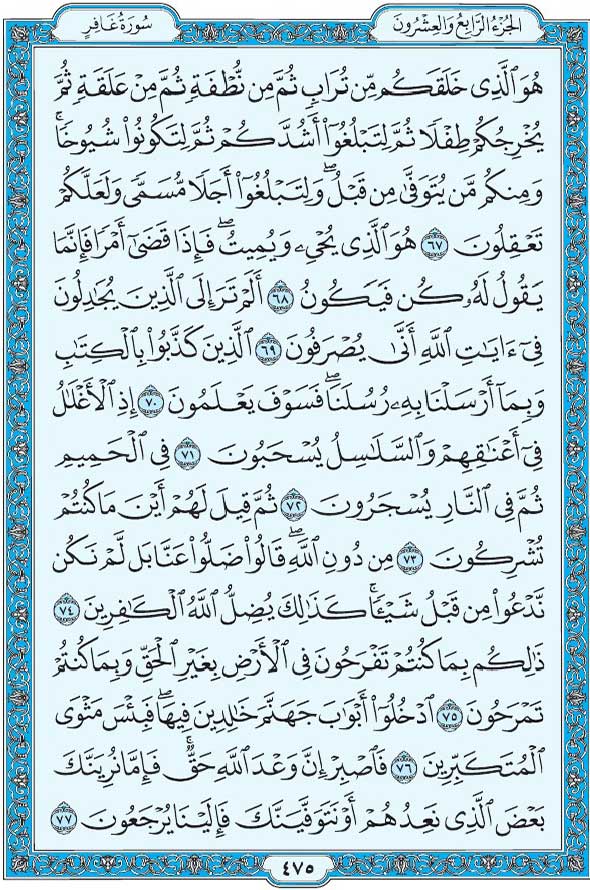 الجزء الرابع والعشرون
سورة غافر
هُوَ ٱلَّذِى خَلَقَكُم مِّن تُرَابٖ ثُمَّ مِن نُّطۡفَةٖ ثُمَّ مِنۡ عَلَقَةٖ ثُمَّ
يُخۡرِجُكُمۡ طِفۡلٗا ثُمَّ لِتَبۡلُغُوٓاْ أَشُدَّكُمۡ ثُمَّ لِتَكُونُواْ شُيُوخٗاۚ
وَمِنكُم مَّن يُتَوَفَّىٰ مِن قَبۡلُۖ وَلِتَبۡلُغُوٓاْ أَجَلٗا مُّسَمّٗى وَلَعَلَّكُمۡ
تَعۡقِلُونَ ٦٧ هُوَ ٱلَّذِى يُحۡىِۦ وَيُمِيتُۖ فَإِذَا قَضَىٰٓ أَمۡرٗا فَإِنَّمَا
يَقُولُ لَهُۥ كُن فَيَكُونُ ٦٨ أَلَمۡ تَرَ إِلَى ٱلَّذِينَ يُجَٰدِلُونَ
فِىٓ ءَايَٰتِ ٱللَّهِ أَنَّىٰ يُصۡرَفُونَ ٦٩ ٱلَّذِينَ كَذَّبُواْ بِٱلۡكِتَٰبِ
وَبِمَآ أَرۡسَلۡنَا بِهِۦ رُسُلَنَاۖ فَسَوۡفَ يَعۡلَمُونَ ٧٠ إِذِ ٱلۡأَغۡلَٰلُ
فِىٓ أَعۡنَٰقِهِمۡ وَٱلسَّلَٰسِلُ يُسۡحَبُونَ ٧١ فِى ٱلۡحَمِيمِ
ثُمَّ فِى ٱلنَّارِ يُسۡجَرُونَ ٧٢ ثُمَّ قِيلَ لَهُمۡ أَيۡنَ مَا كُنتُمۡ
تُشۡرِكُونَ ٧٣ مِن دُونِ ٱللَّهِۖ قَالُواْ ضَلُّواْ عَنَّا بَل لَّمۡ نَكُن
نَّدۡعُواْ مِن قَبۡلُ شَيۡـٔٗاۚ كَذَٰلِكَ يُضِلُّ ٱللَّهُ ٱلۡكَٰفِرِينَ ٧٤
ذَٰلِكُم بِمَا كُنتُمۡ تَفۡرَحُونَ فِى ٱلۡأَرۡضِ بِغَيۡرِ ٱلۡحَقِّ وَبِمَا كُنتُمۡ
تَمۡرَحُونَ ٧٥ ٱدۡخُلُوٓاْ أَبۡوَٰبَ جَهَنَّمَ خَٰلِدِينَ فِيهَاۖ فَبِئۡسَ مَثۡوَى
ٱلۡمُتَكَبِّرِينَ ٧٦ فَٱصۡبِرۡ إِنَّ وَعۡدَ ٱللَّهِ حَقّٞۚ فَإِمَّا نُرِيَنَّكَ
بَعۡضَ ٱلَّذِى نَعِدُهُمۡ أَوۡ نَتَوَفَّيَنَّكَ فَإِلَيۡنَا يُرۡجَعُونَ ٧٧
٤٧٥